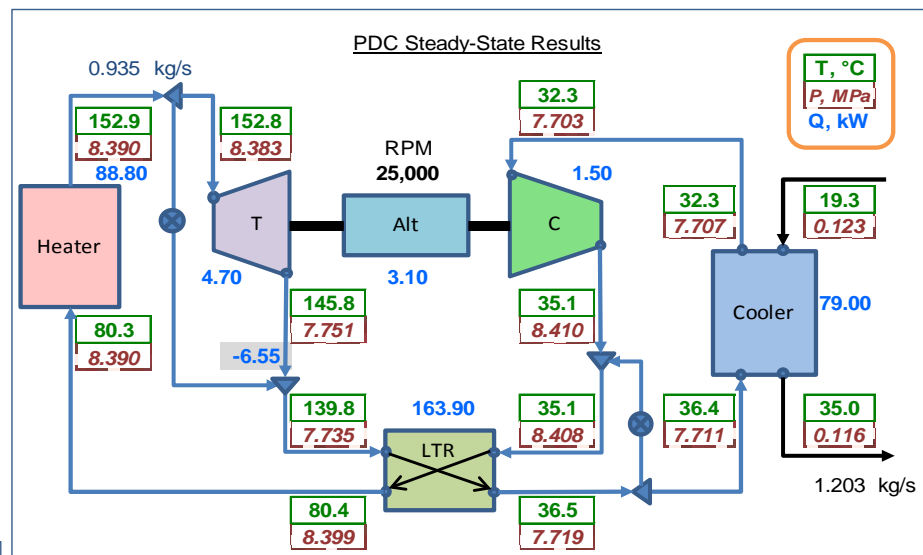 PDC Steady-State Results
0.935 kg/s
T, °C
P, MPa
Q, kW
152.9
8.390
88.80
152.8
8.383
RPM
25,000
32.3
7.703
1.50
32.3
7.707
19.3
0.123
Heater
T
Alt
C
Cooler
79.00
4.70
3.10
145.8
7.751
35.1
8.410
80.3
8.390
-6.55
139.8
7.735
163.90
LTR
35.1
8.408
36.4
7.711
35.0
0.116
1.203 kg/s
80.4
8.399
36.5
7.719